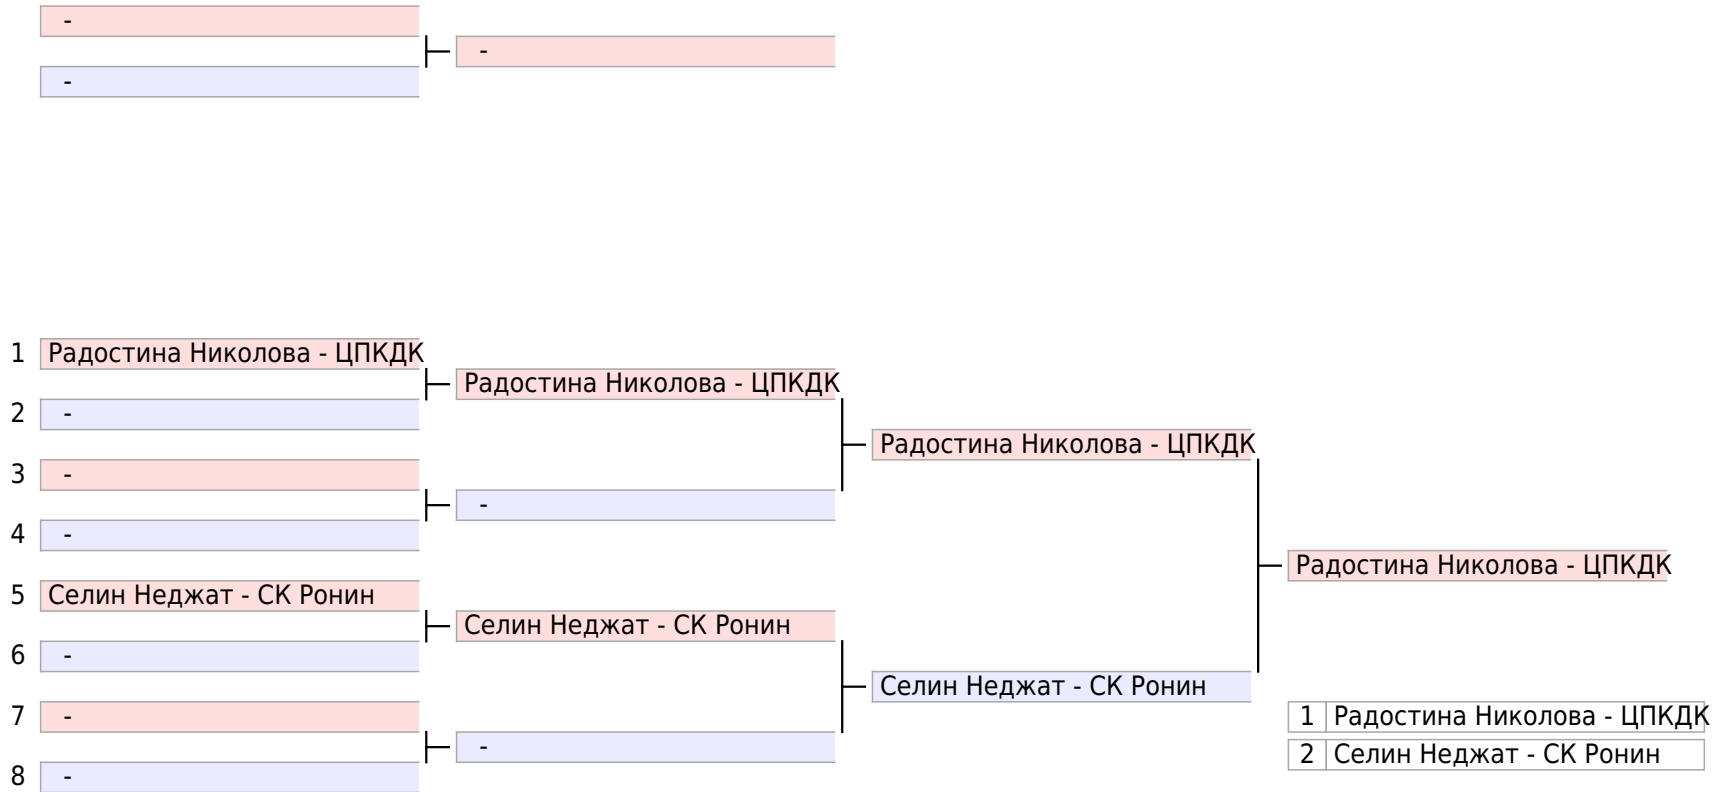 -
-
-
1 Радостина Николова - ЦПКДК
Радостина Николова - ЦПКДК
2 -
Радостина Николова - ЦПКДК
3 -
-
4 -
Радостина Николова - ЦПКДК
5 Селин Неджат - СК Ронин
Селин Неджат - СК Ронин
6 -
Селин Неджат - СК Ронин
7 -
1 Радостина Николова - ЦПКДК
-
2 Селин Неджат - СК Ронин
8 -